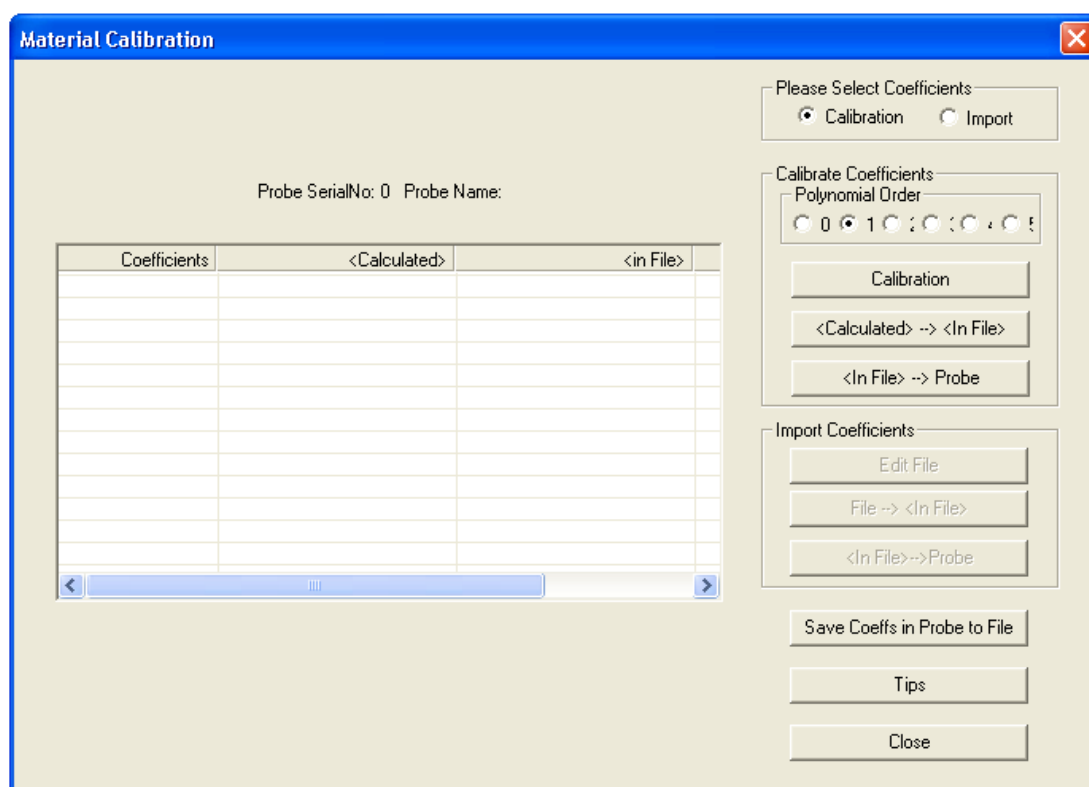 Material Calibration
Please Select Coefficients
Calibration Import
Probe SerialNo: 0 Probe Name:
Calibrate Coefficients
Polynomial Order
0 1
Coefficients <Calculated> <in File>
Calibration
<Calculated> --> <In File>
<In File> --> Probe
Import Coefficients
Edit File
File --> <In File>
<In File>-->Probe
Save Coeffs in Probe to File
Tips
Close